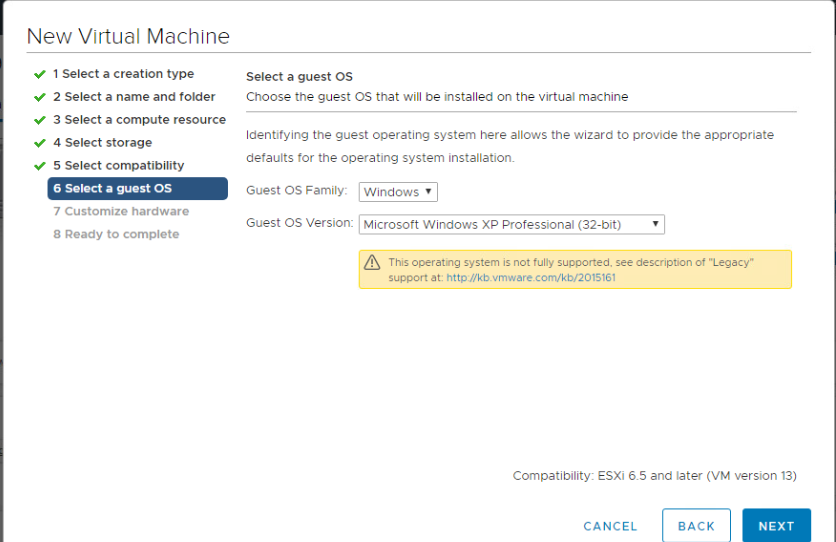 New Virtual Machine
1 Select a creation type
2 Select a name and folder
3 Select a compute resource
4 Select storage
5 Select compatibility
6 Select a guest OS
7 Customize hardware
8 Ready to complete
Select a guest OS
Choose the guest OS that will be installed on the virtual machine
Identifying the guest operating system here allows the wizard to provide the appropriate
defaults for the operating system installation.
Guest OS Family: Windows
Guest OS Version: Microsoft Windows XP Professional (32-bit)
This operating system is not fully supported, see description of "Legacy"
support at: http://kb.vmware.com/kb/2015161
Compatibility: ESXi 6.5 and later (VM version 13)
CANCEL BACK NEXT